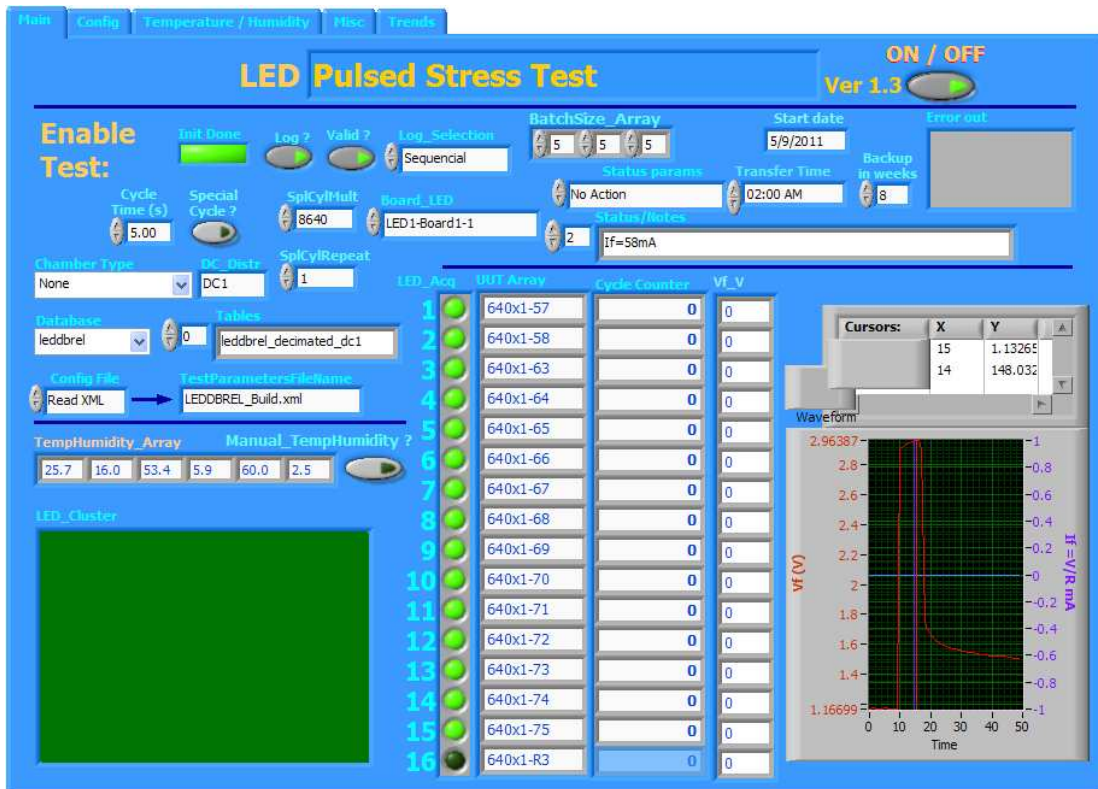 Main Config Temperature / Humidity Misc Trends
LED Pulsed Stress Test
ON / OFF
Ver 1.3
Enable
Test:
Init Done
Log ?
Valid ?
Log_Selection
Sequential
BatchSize_Array
5 5 5
Start date
5/9/2011
Error out
Status params
No Action
Transfer Time
02:00 AM
Backup
in weeks
8
Cycle
Time (s)
5.00
Special
Cycle ?
SplCylMult
8640
Board_LED
LED1-Board1-1
Status/Notes
2 If=58mA
Chamber Type
None
DC_Distr
DC1
SplCylRepeat
1
Database
leddbrel
Tables
0 leddbrel_decimated_dc1
Config File
Read XML
TestParametersFileName
LEDDBREL_Build.xml
TempHumidity_Array
Manual_TempHumidity ?
25.7 16.0 53.4 5.9 60.0 2.5
LED_Cluster
LED_Acq UUT Array Cycle Counter Vf_V
1 640x1-57 0 0
2 640x1-58 0 0
3 640x1-63 0 0
4 640x1-64 0 0
5 640x1-65 0 0
6 640x1-66 0 0
7 640x1-67 0 0
8 640x1-68 0 0
9 640x1-69 0 0
10 640x1-70 0 0
11 640x1-71 0 0
12 640x1-72 0 0
13 640x1-73 0 0
14 640x1-74 0 0
15 640x1-75 0 0
16 640x1-R3 0 0
Cursors: X Y
15 1.13265
14 148.032
Waveform
2.96387
2.8
2.6
2.4
2.2
2
1.8
1.6
1.4
1.16699
Vf (V)
1
0.8
0.6
0.4
0.2
0
-0.2
-0.4
-0.6
-0.8
-1
If=V/R mA
0 10 20 30 40 50
Time